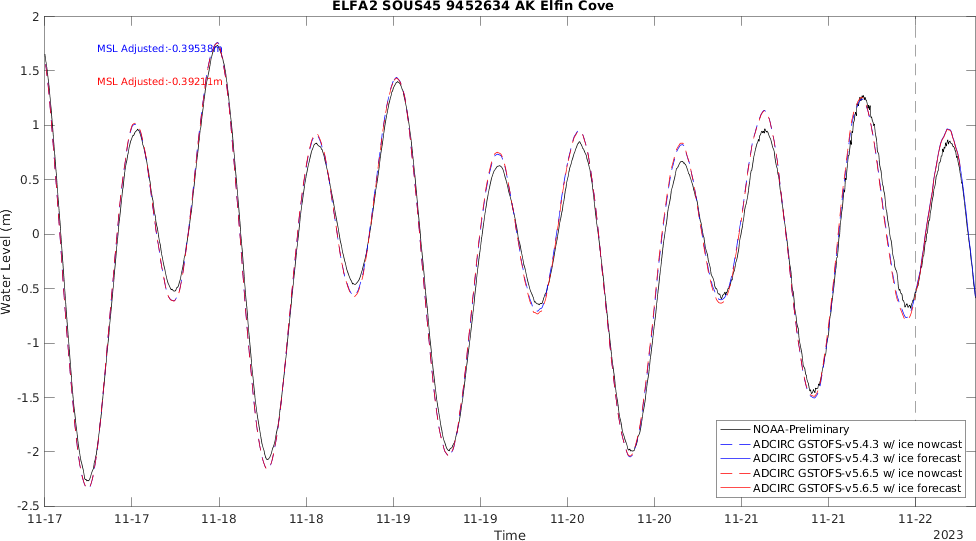 ELFA2 SOUS45 9452634 AK Elfin Cove
2
1.5
1
0.5
0
-0.5
-1
-1.5
-2
-2.5
Water Level (m)
MSL Adjusted:-0.39538m
MSL Adjusted:-0.39211m
NOAA-Preliminary
ADCIRC GSTOFS-v5.4.3 w/ ice nowcast
ADCIRC GSTOFS-v5.4.3 w/ ice forecast
ADCIRC GSTOFS-v5.6.5 w/ ice nowcast
ADCIRC GSTOFS-v5.6.5 w/ ice forecast
11-17 11-17 11-18 11-18 11-19 11-19 11-20 11-20 11-21 11-21 11-22
Time
2023